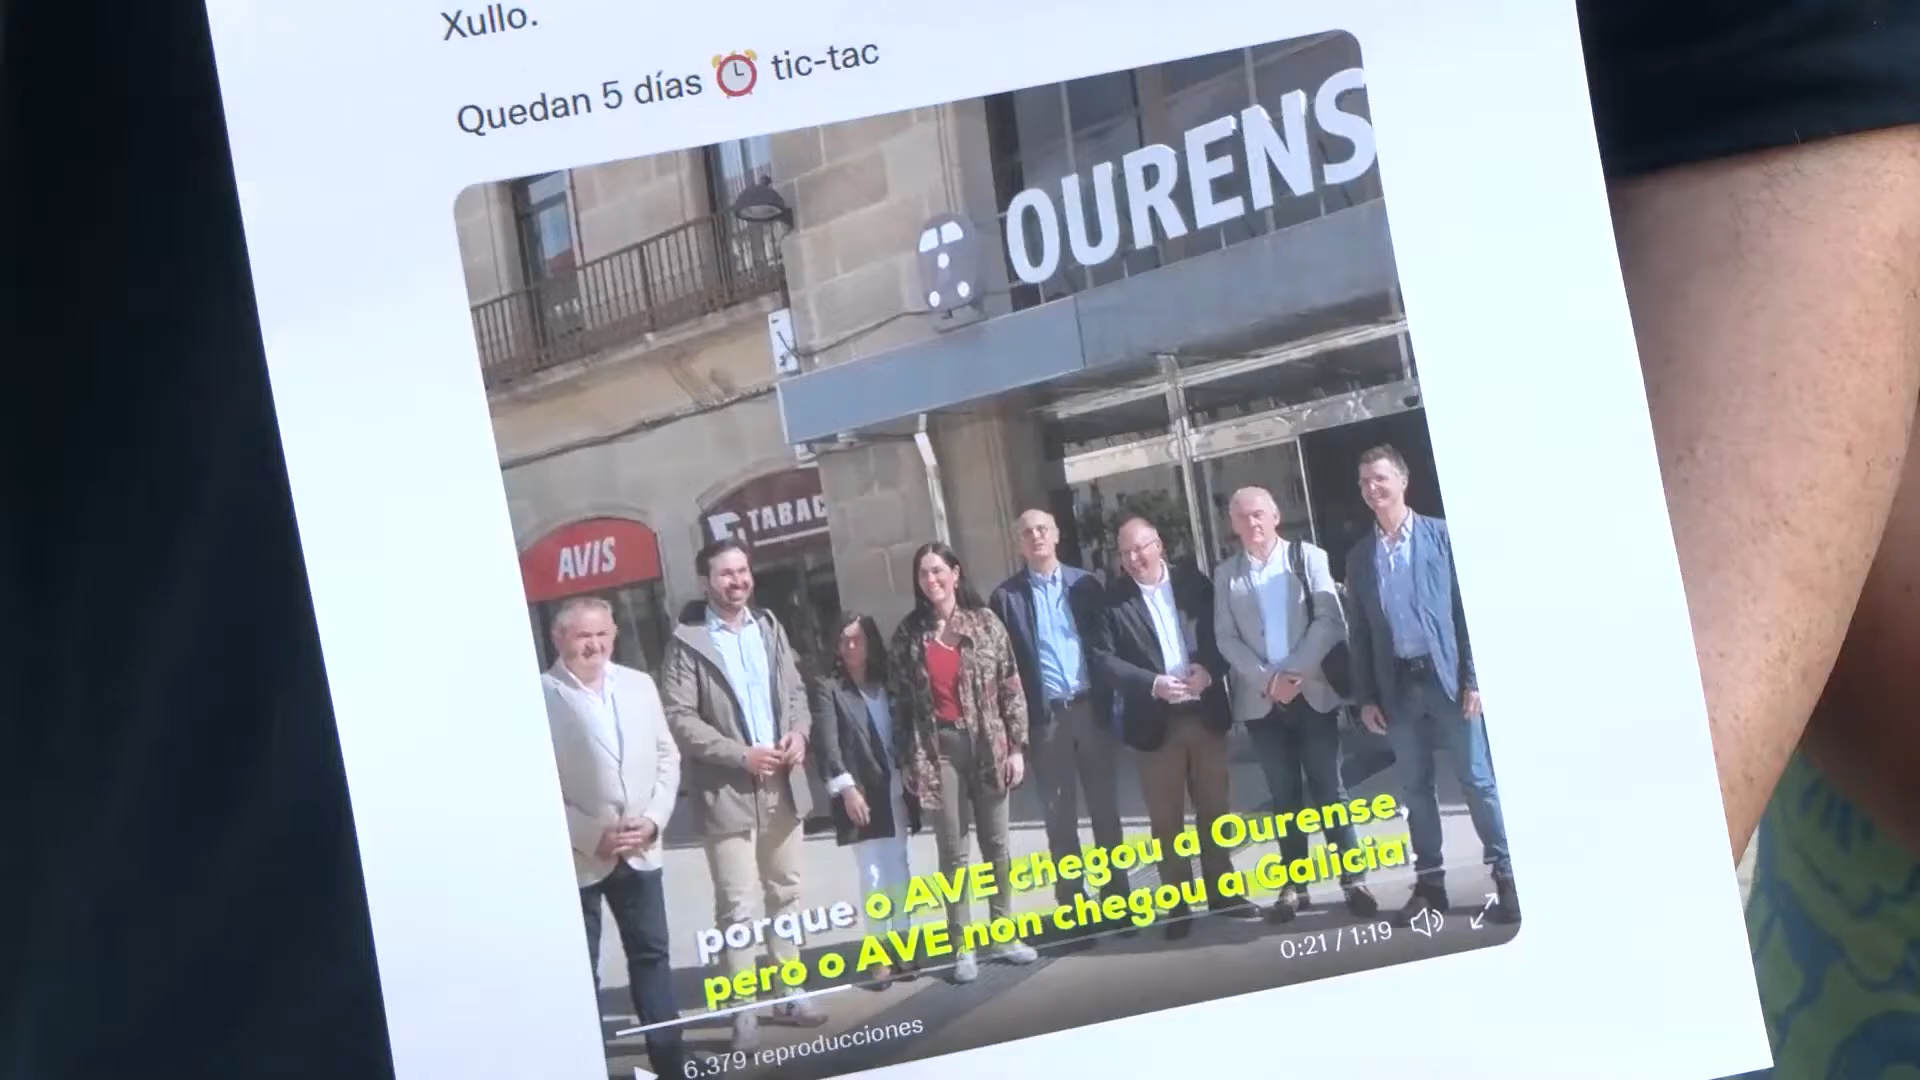 Xullo.
Quedan 5 días ⏰ tic-tac
OURENS
TABAC
AVIS
porque o AVE chegou a Ourense,
pero o AVE non chegou a Galicia.
0:21 / 1:19
6.379 reproducciones